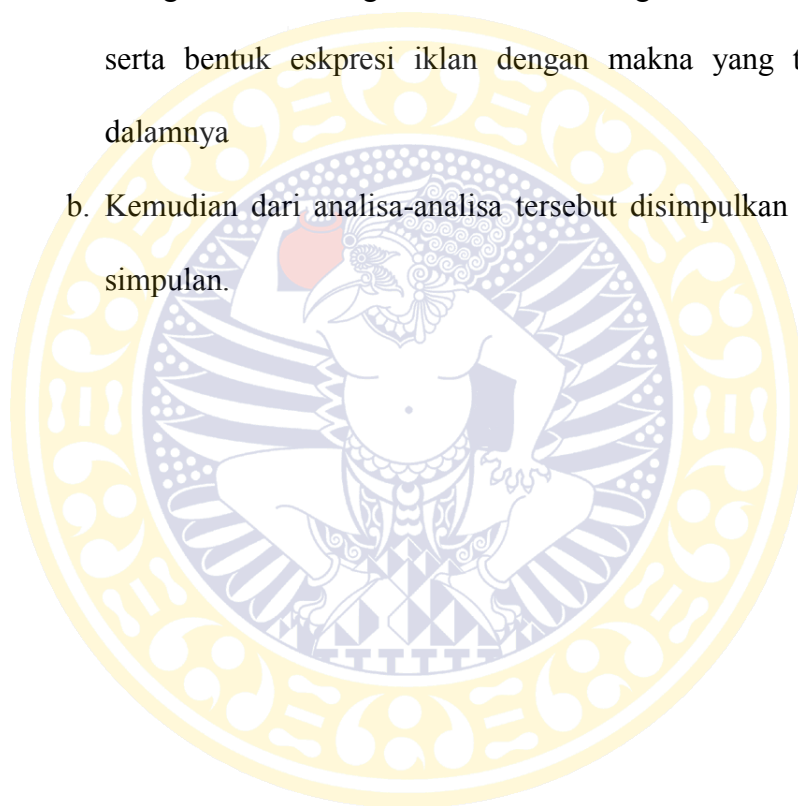 serta bentuk eskpresi iklan dengan makna yang
dalamnya
b. Kemudian dari analisa-analisa tersebut disimpulkan
simpulan.